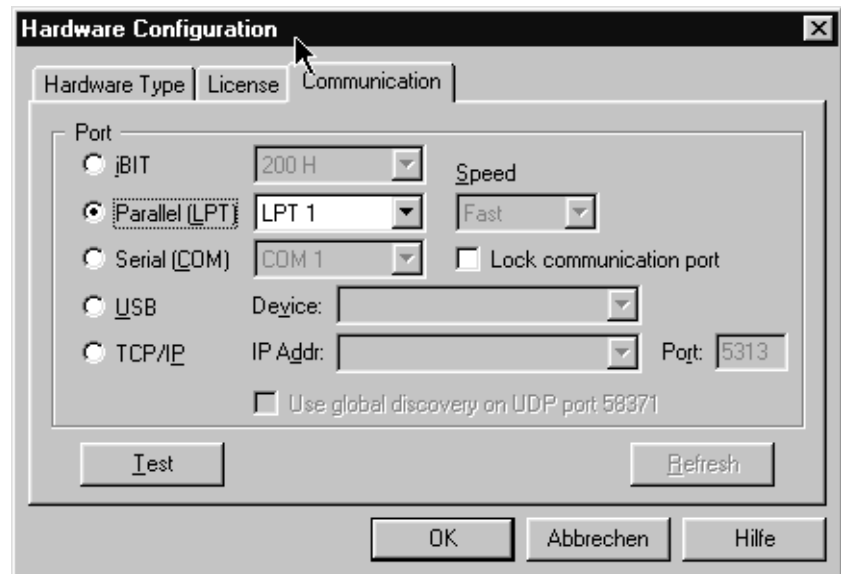 Hardware Configuration
Hardware Type License Communication
Port
jBIT 200 H Speed
Parallel (LPT) LPT 1 Fast
Serial (COM) COM 1 Lock communication port
USB Device:
TCP/IP IP Addr: Port: 5313
Use global discovery on UDP port 58371
Test Refresh
OK Abbrechen Hilfe